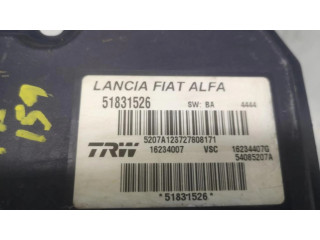 LANCIA FIAT ALFA
51831526 SW: BA 4444
5207A123727808171
TRW 16234007 VSC 16234407G
54085207A
*51831526*
159